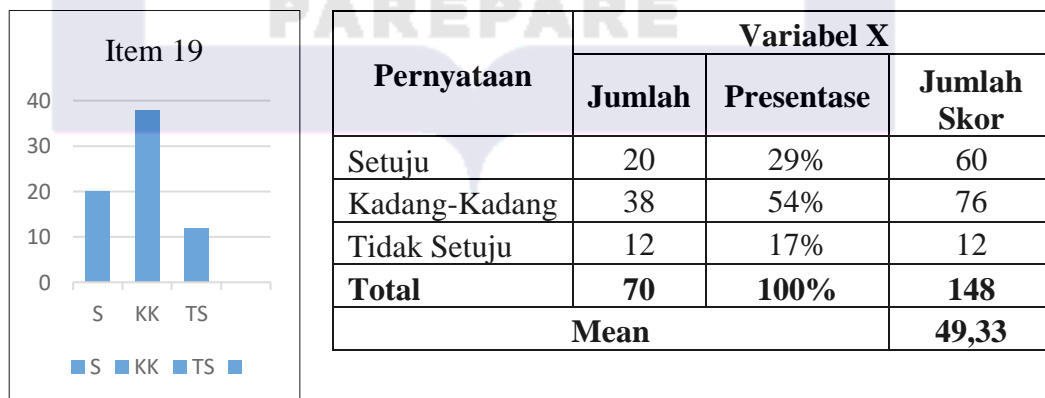 PAREPARE
Item 19
40
30
20
10
0
S KK TS
S KK TS
Pernyataan
Variabel X
Jumlah Presentase Jumlah Skor
Setuju 20 29% 60
Kadang-Kadang 38 54% 76
Tidak Setuju 12 17% 12
Total 70 100% 148
Mean 49,33